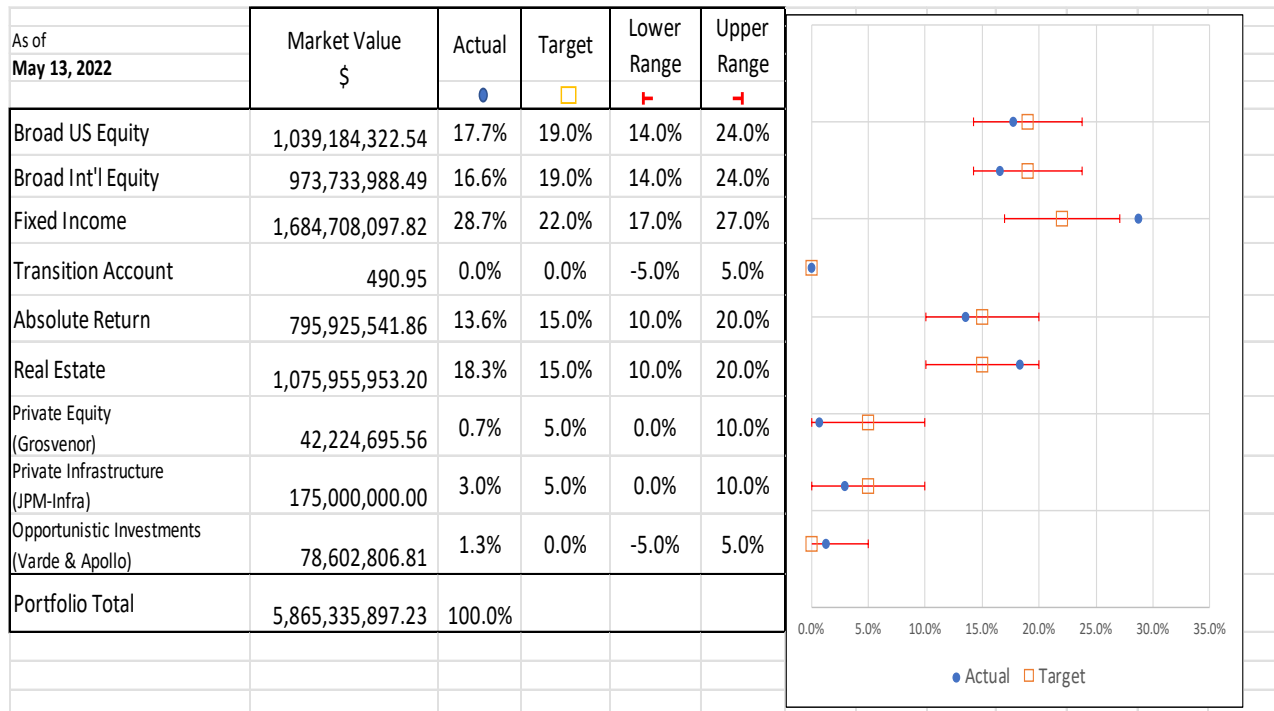 As of
May 13, 2022
Market Value
$
Actual
Target
Lower
Range
Upper
Range
Broad US Equity 1,039,184,322.54 17.7% 19.0% 14.0% 24.0%
Broad Int'l Equity 973,733,988.49 16.6% 19.0% 14.0% 24.0%
Fixed Income 1,684,708,097.82 28.7% 22.0% 17.0% 27.0%
Transition Account 490.95 0.0% 0.0% -5.0% 5.0%
Absolute Return 795,925,541.86 13.6% 15.0% 10.0% 20.0%
Real Estate 1,075,955,953.20 18.3% 15.0% 10.0% 20.0%
Private Equity
(Grosvenor) 42,224,695.56 0.7% 5.0% 0.0% 10.0%
Private Infrastructure
(JPM-Infra) 175,000,000.00 3.0% 5.0% 0.0% 10.0%
Opportunistic Investments
(Varde & Apollo) 78,602,806.81 1.3% 0.0% -5.0% 5.0%
Portfolio Total 5,865,335,897.23 100.0%
0.0% 5.0% 10.0% 15.0% 20.0% 25.0% 30.0% 35.0%
Actual Target